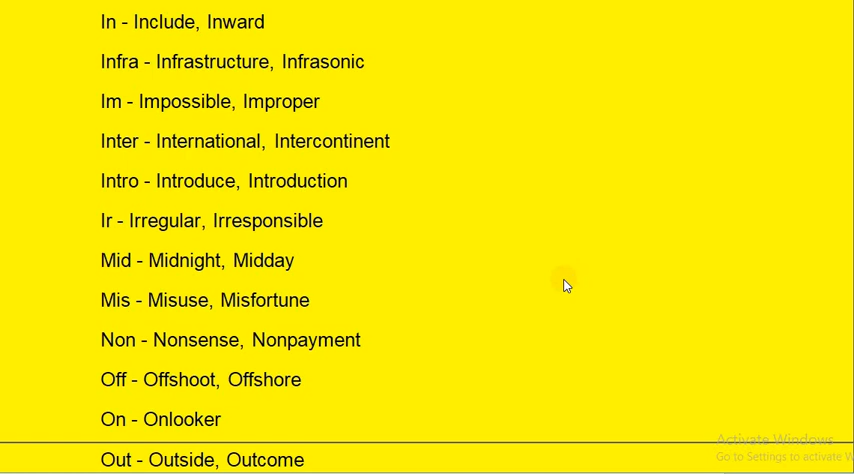 In - Include, Inward
Infra - Infrastructure, Infrasonic
Im - Impossible, Improper
Inter - International, Intercontinent
Intro - Introduce, Introduction
Ir - Irregular, Irresponsible
Mid - Midnight, Midday
Mis - Misuse, Misfortune
Non - Nonsense, Nonpayment
Off - Offshoot, Offshore
On - Onlooker
Activate Windows
Go to Settings to activate W
Out - Outside, Outcome